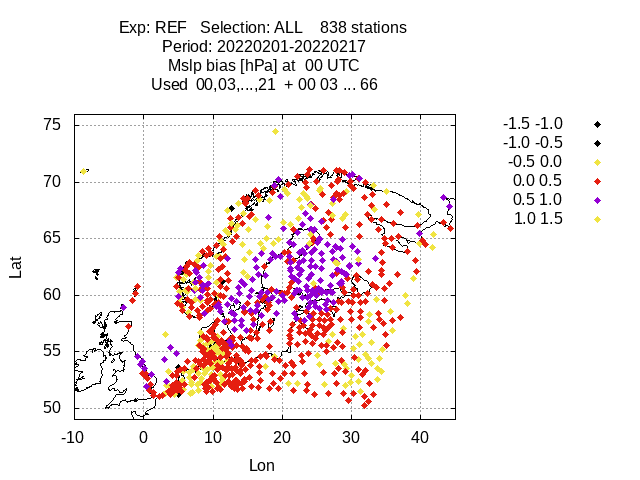 Exp: REF   Selection: ALL    838 stations
Period: 20220201-20220217
Mslp bias [hPa] at  00 UTC
Used  00,03,...,21  + 00 03 ... 66
-1.5 -1.0
-1.0 -0.5
-0.5 0.0
0.0 0.5
0.5 1.0
1.0 1.5
75
70
65
60
55
50
Lat
-10 0 10 20 30 40
Lon